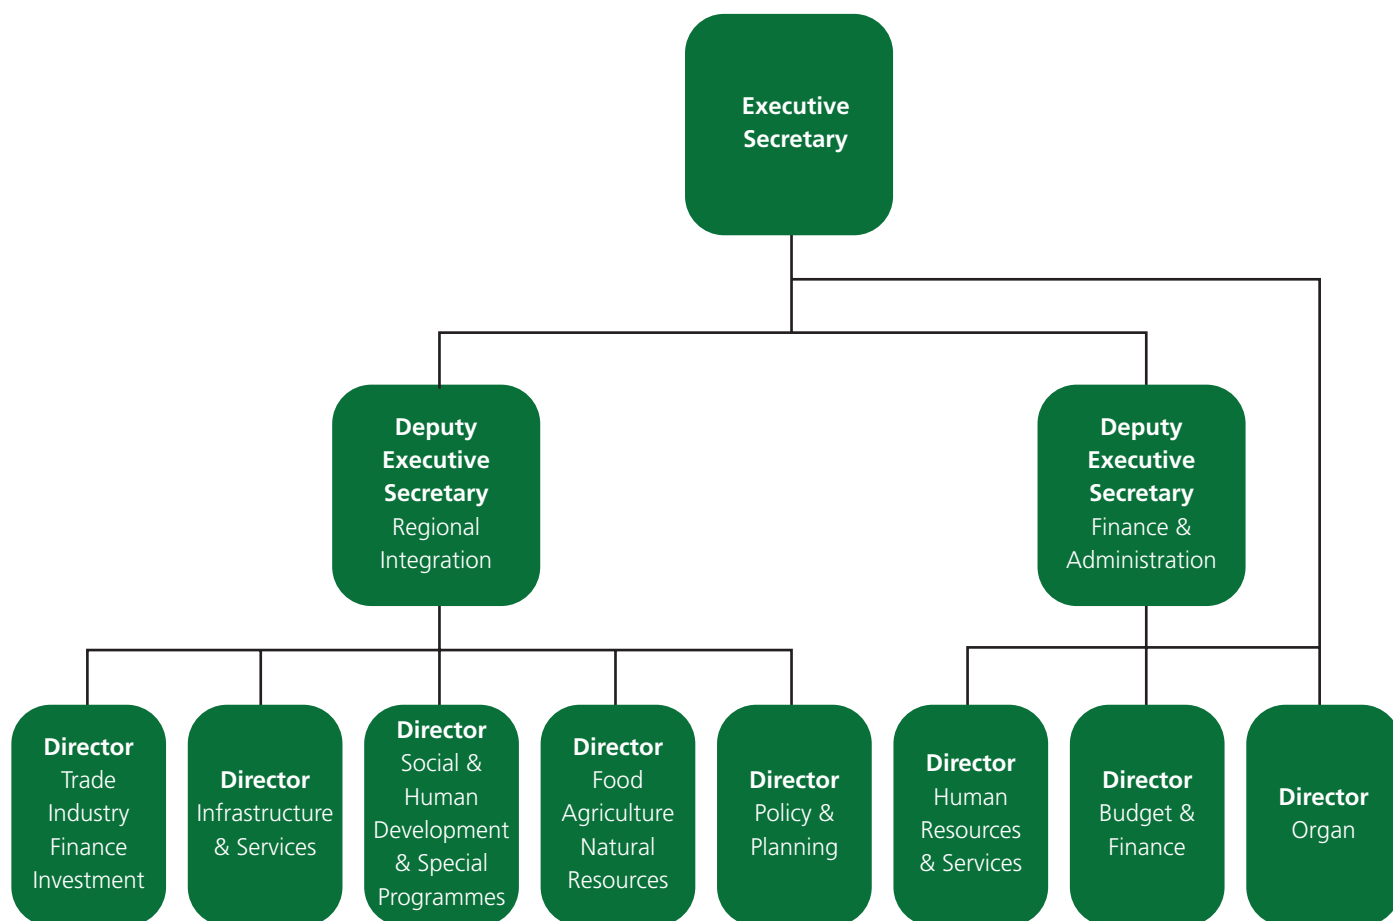 Executive
Secretary
Deputy
Executive
Secretary
Regional
Integration
Deputy
Executive
Secretary
Finance &
Administration
Director
Trade
Industry
Finance
Investment
Director
Infrastructure
& Services
Director
Social &
Human
Development
& Special
Programmes
Director
Food
Agriculture
Natural
Resources
Director
Policy &
Planning
Director
Human
Resources
& Services
Director
Budget &
Finance
Director
Organ